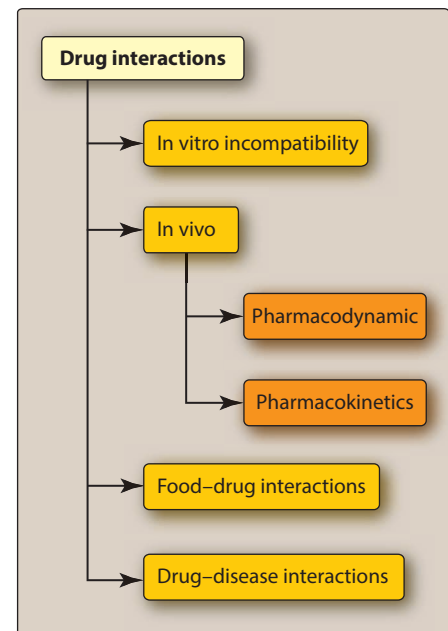 Drug interactions
In vitro incompatibility
In vivo
Pharmacodynamic
Pharmacokinetics
Food–drug interactions
Drug–disease interactions